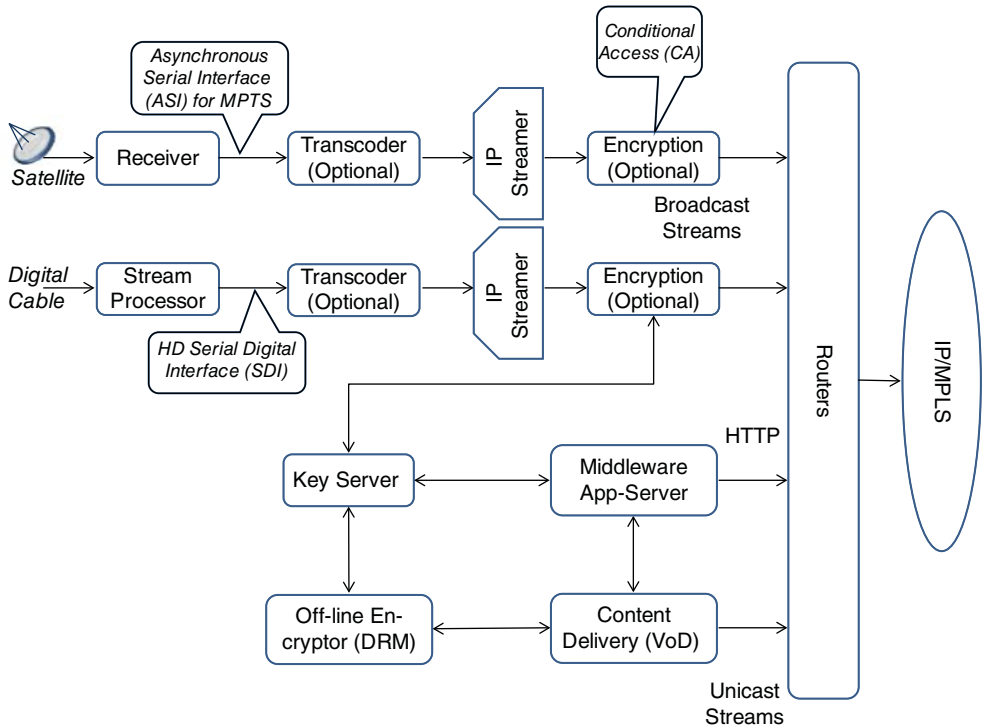 Conditional
Access (CA)
Asynchronous
Serial Interface
(ASI) for MPTS
Satellite
Receiver
Transcoder
(Optional)
IP
Streamer
Encryption
(Optional)
Broadcast
Streams
Digital
Cable
Stream
Processor
Transcoder
(Optional)
IP
Streamer
Encryption
(Optional)
HD Serial Digital
Interface (SDI)
Routers
IP/MPLS
HTTP
Key Server
Middleware
App-Server
Off-line En-
cryptor (DRM)
Content
Delivery (VoD)
Unicast
Streams